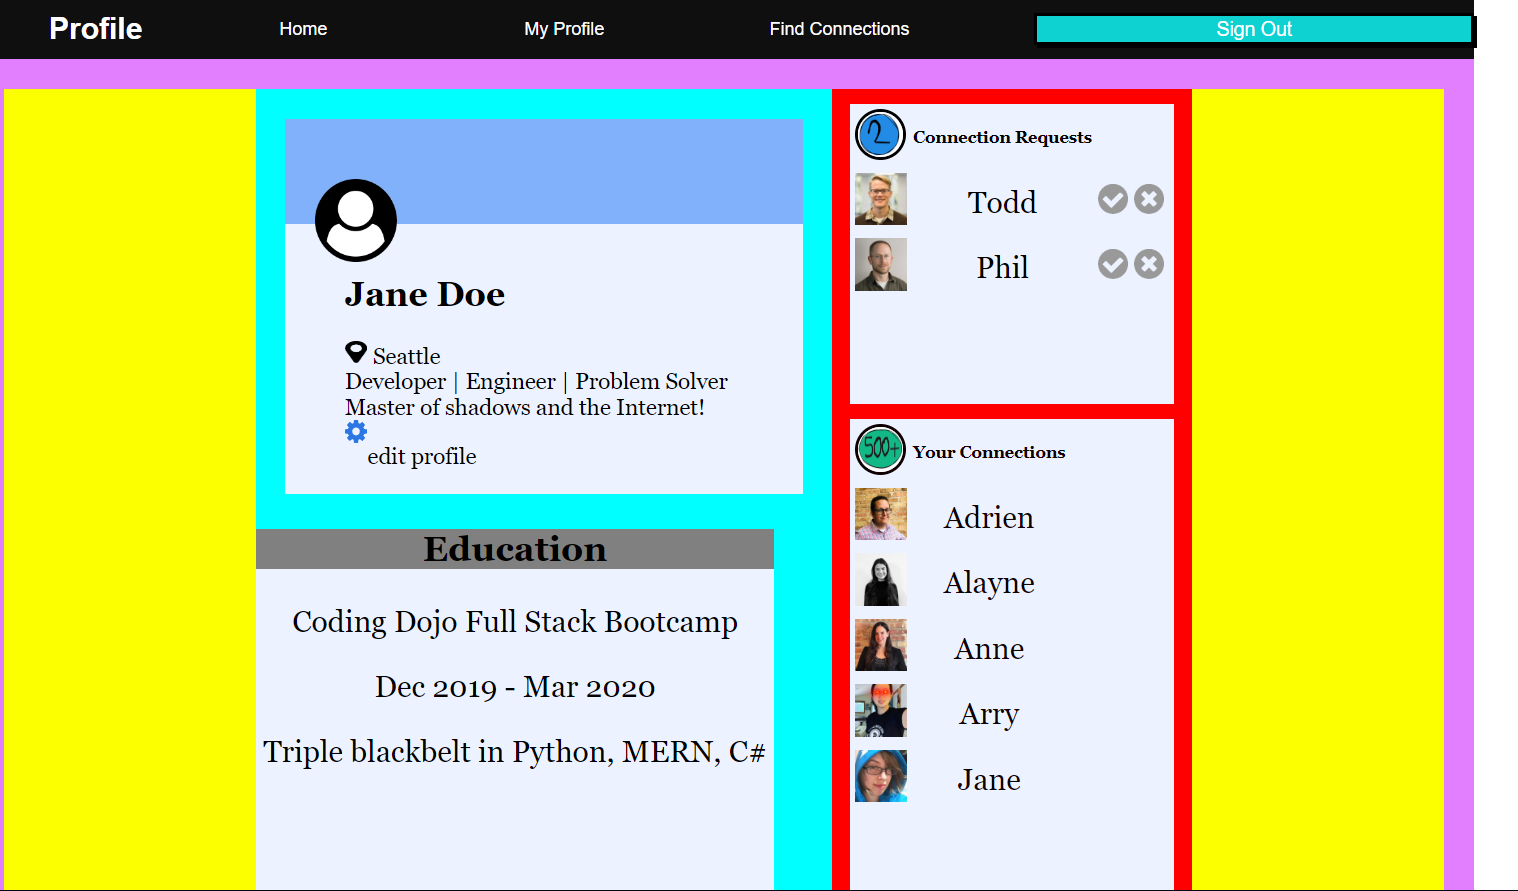 Profile
Home
My Profile
Find Connections
Sign Out
Jane Doe
Seattle
Developer | Engineer | Problem Solver
Master of shadows and the Internet!
edit profile
Education
Coding Dojo Full Stack Bootcamp
Dec 2019 - Mar 2020
Triple blackbelt in Python, MERN, C#
2 Connection Requests
Todd
Phil
500+ Your Connections
Adrien
Alayne
Anne
Arry
Jane